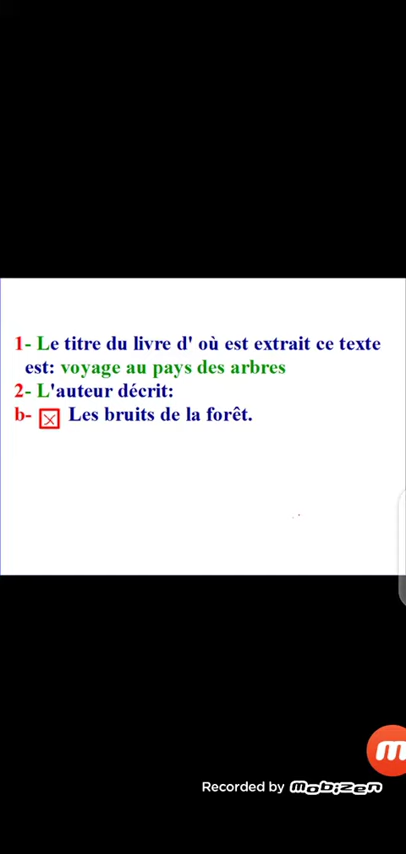 1- Le titre du livre d' où est extrait ce texte
est: voyage au pays des arbres
2- L'auteur décrit:
b- ☒ Les bruits de la forêt.
Recorded by Mobizen